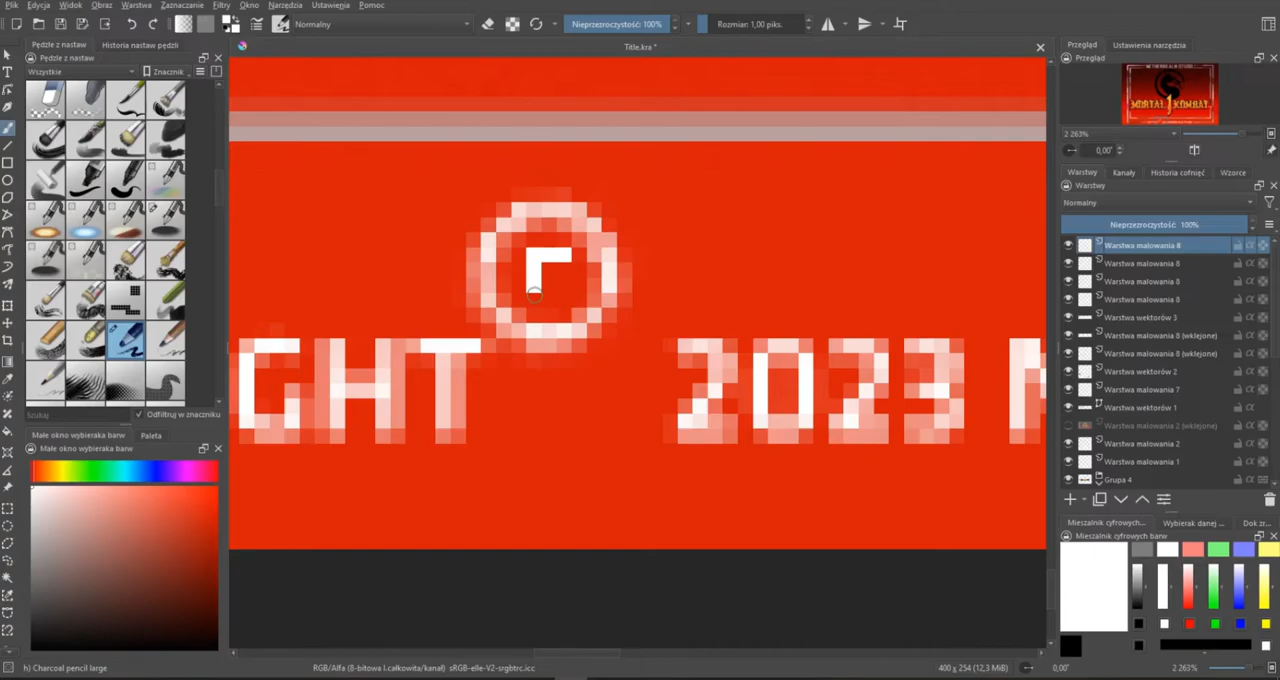 Plik Edycja Widok Obraz Warstwa Zaznaczanie Filtry Okno Narzędzia Ustawienia Pomoc
Normalny Nieprzezroczystość: 100% Rozmiar: 1,00 piks.
Pędzle z nastaw Historia nastaw pędzli
Pędzle z nastaw
Wszystkie Znacznik
Title.kra *
Przegląd Ustawienia narzędzia
Przegląd
MORTAL KOMBAT
2 263%
0,00°
Warstwy Kanały Historia cofnięć Wzorce
Warstwy
Normalny
Nieprzezroczystość: 100%
Warstwa malowania 8
Warstwa malowania 8
Warstwa malowania 8
Warstwa malowania 8
Warstwa wektorów 3
Warstwa malowania 8 (wklejone)
Warstwa malowania 8 (wklejone)
Warstwa wektorów 2
Warstwa malowania 7
Warstwa wektorów 1
Warstwa malowania 2 (wklejone)
Warstwa malowania 2
Warstwa malowania 1
Grupa 4
GHT 2023
Szukaj Odfiltruj w znaczniku
Małe okno wybieraka barw Paleta
Małe okno wybieraka barw
Mieszalnik cyfrowych... Wybierak danej ... Dok zr...
Mieszalnik cyfrowych barw
h) Charcoal pencil large RGB/Alfa (8-bitowa l.całkowita/kanał) sRGB-elle-V2-srgbtrc.icc 400 x 254 (12,3 MiB) 0,00° 2 263%